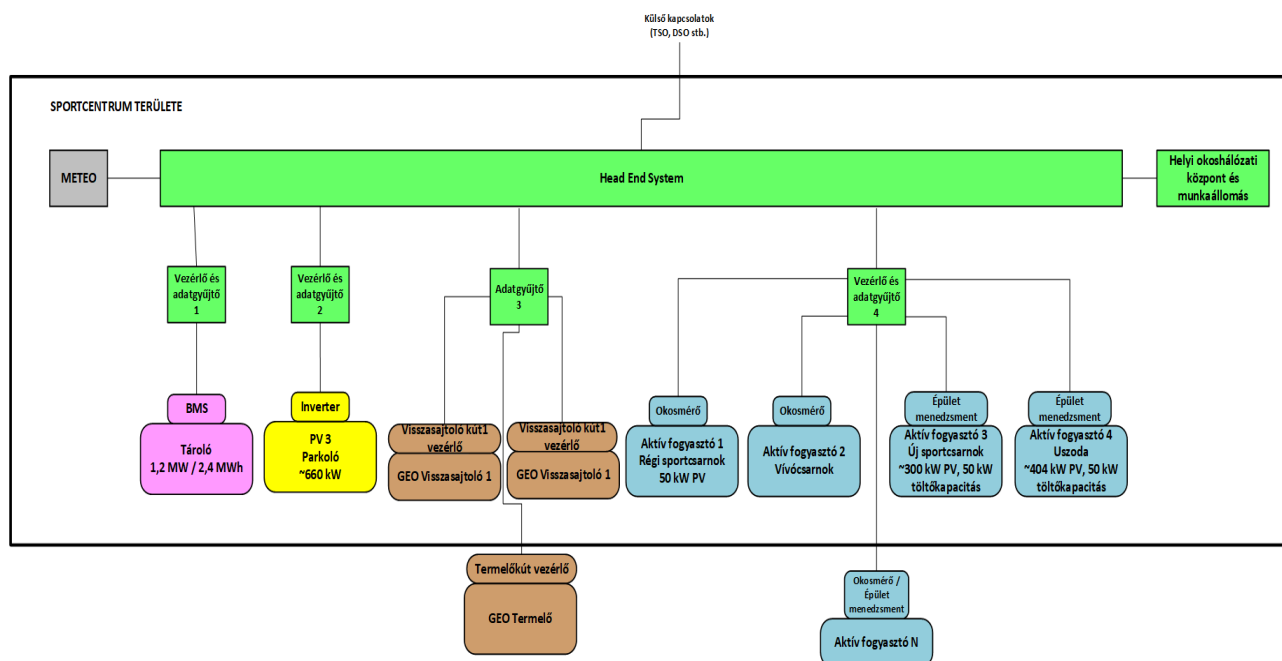 Külső kapcsolatok
(TSO, DSO stb.)
SPORTCENTRUM TERÜLETE
METEO
Head End System
Helyi okoshálózati
központ és
munkaállomás
Vezérlő és
adatgyűjtő
1
Vezérlő és
adatgyűjtő
2
Adatgyűjtő
3
Vezérlő és
adatgyűjtő
4
BMS
Tároló
1,2 MW / 2,4 MWh
Inverter
PV 3
Parkoló
~660 kW
Visszasajtoló kút1
vezérlő
GEO Visszasajtoló 1
Visszasajtoló kút1
vezérlő
GEO Visszasajtoló 1
Okosmérő
Aktív fogyasztó 1
Régi sportcsarnok
50 kW PV
Okosmérő
Aktív fogyasztó 2
Vívócsarnok
Épület
menedzsment
Aktív fogyasztó 3
Új sportcsarnok
~300 kW PV, 50 kW
töltőkapacitás
Épület
menedzsment
Aktív fogyasztó 4
Uszoda
~404 kW PV, 50 kW
töltőkapacitás
Termelőkút vezérlő
GEO Termelő
Okosmérő /
Épület
menedzsment
Aktív fogyasztó N